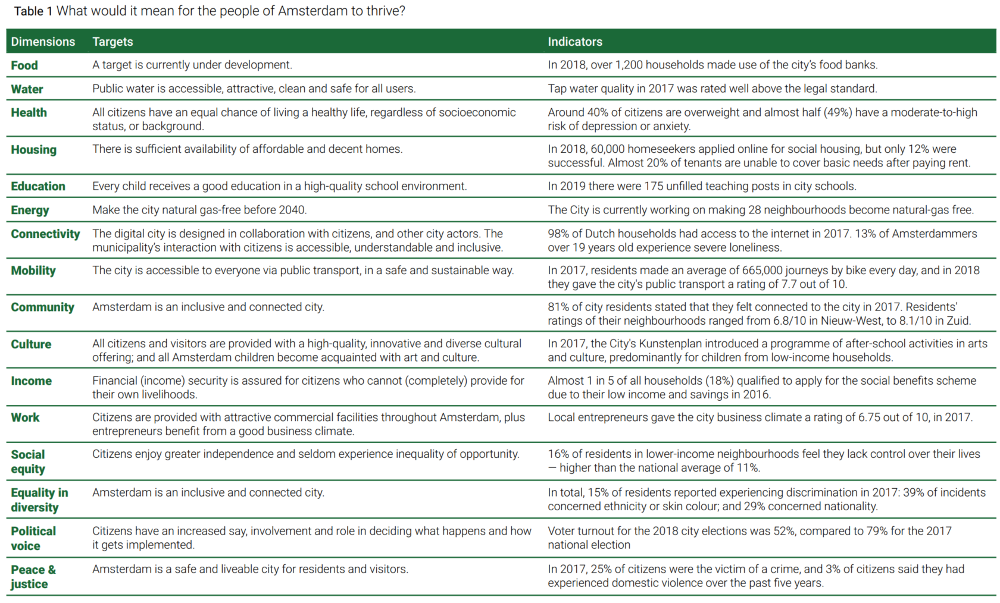 Table 1 What would it mean for the people of Amsterdam to thrive?
Dimensions Targets Indicators
Food A target is currently under development. In 2018, over 1,200 households made use of the city's food banks.
Water Public water is accessible, attractive, clean and safe for all users. Tap water quality in 2017 was rated well above the legal standard.
Health All citizens have an equal chance of living a healthy life, regardless of socioeconomic Around 40% of citizens are overweight and almost half (49%) have a moderate-to-high
status, or background. risk of depression or anxiety.
Housing There is sufficient availability of affordable and decent homes. In 2018, 60,000 homeseekers applied online for social housing, but only 12% were
successful. Almost 20% of tenants are unable to cover basic needs after paying rent.
Education Every child receives a good education in a high-quality school environment. In 2019 there were 175 unfilled teaching posts in city schools.
Energy Make the city natural gas-free before 2040. The City is currently working on making 28 neighbourhoods become natural-gas free.
Connectivity The digital city is designed in collaboration with citizens, and other city actors. The 98% of Dutch households had access to the internet in 2017. 13% of Amsterdammers
municipality's interaction with citizens is accessible, understandable and inclusive. over 19 years old experience severe loneliness.
Mobility The city is accessible to everyone via public transport, in a safe and sustainable way. In 2017, residents made an average of 665,000 journeys by bike every day, and in 2018
they gave the city's public transport a rating of 7.7 out of 10.
Community Amsterdam is an inclusive and connected city. 81% of city residents stated that they felt connected to the city in 2017. Residents'
ratings of their neighbourhoods ranged from 6.8/10 in Nieuw-West, to 8.1/10 in Zuid.
Culture All citizens and visitors are provided with a high-quality, innovative and diverse cultural In 2017, the City's Kunstenplan introduced a programme of after-school activities in arts
offering; and all Amsterdam children become acquainted with art and culture. and culture, predominantly for children from low-income households.
Income Financial (income) security is assured for citizens who cannot (completely) provide for Almost 1 in 5 of all households (18%) qualified to apply for the social benefits scheme
their own livelihoods. due to their low income and savings in 2016.
Work Citizens are provided with attractive commercial facilities throughout Amsterdam, plus Local entrepreneurs gave the city business climate a rating of 6.75 out of 10, in 2017.
entrepreneurs benefit from a good business climate.
Social Citizens enjoy greater independence and seldom experience inequality of opportunity. 16% of residents in lower-income neighbourhoods feel they lack control over their lives
equity — higher than the national average of 11%.
Equality in Amsterdam is an inclusive and connected city. In total, 15% of residents reported experiencing discrimination in 2017: 39% of incidents
diversity concerned ethnicity or skin colour; and 29% concerned nationality.
Political Citizens have an increased say, involvement and role in deciding what happens and how Voter turnout for the 2018 city elections was 52%, compared to 79% for the 2017
voice it gets implemented. national election
Peace & Amsterdam is a safe and liveable city for residents and visitors. In 2017, 25% of citizens were the victim of a crime, and 3% of citizens said they had
justice experienced domestic violence over the past five years.